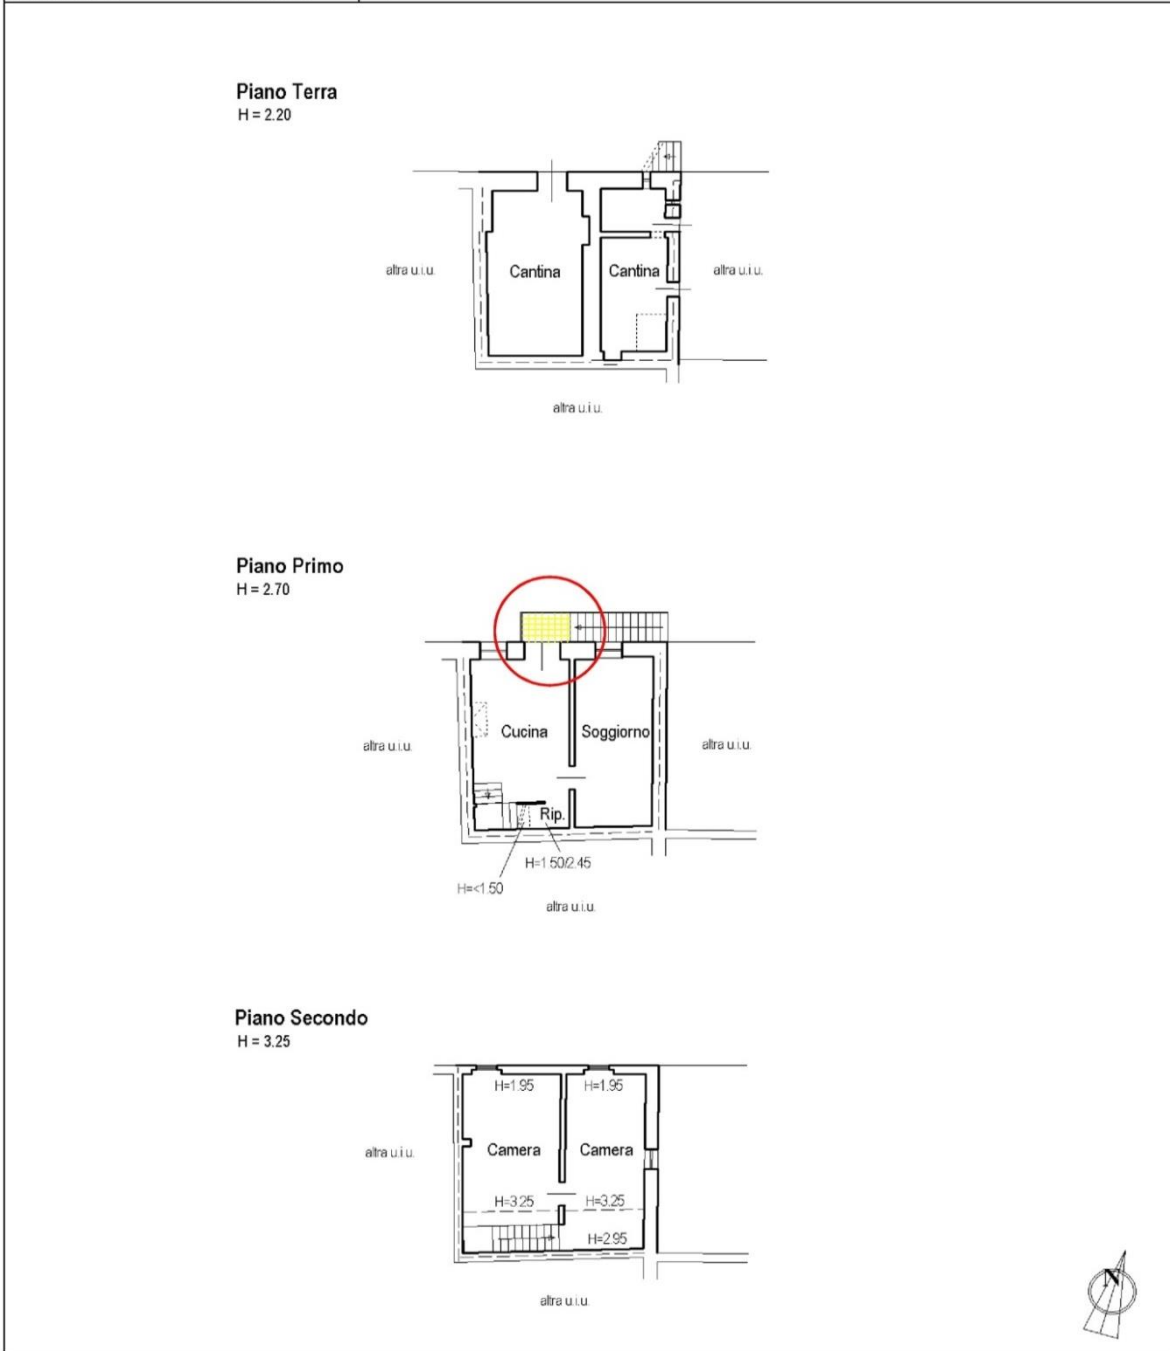 Piano Terra
H = 2.20
altra u.i.u.
Cantina
Cantina
altra u.i.u.
altra u.i.u.
Piano Primo
H = 2.70
altra u.i.u.
Cucina
Soggiorno
altra u.i.u.
Rip.
H=1.50/2.45
H=<1.50
altra u.i.u.
Piano Secondo
H = 3.25
H=1.95
H=1.95
altra u.i.u.
Camera
Camera
H=3.25
H=3.25
H=2.95
altra u.i.u.
N